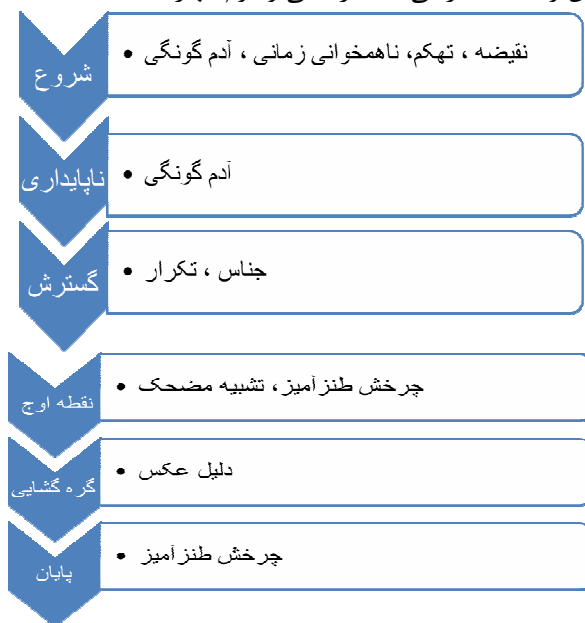 شروع
نقیضه ، تهکم، ناهمخوانی زمانی ، آدم گونگی •
ناپایداری
آدم گونگی •
گسترش
جناس ، تکرار •
نقطه اوج
چرخش طنزآمیز، تشبیه مضحک •
گره گشایی
دلیل عکس •
پایان
چرخش طنزآمیز •